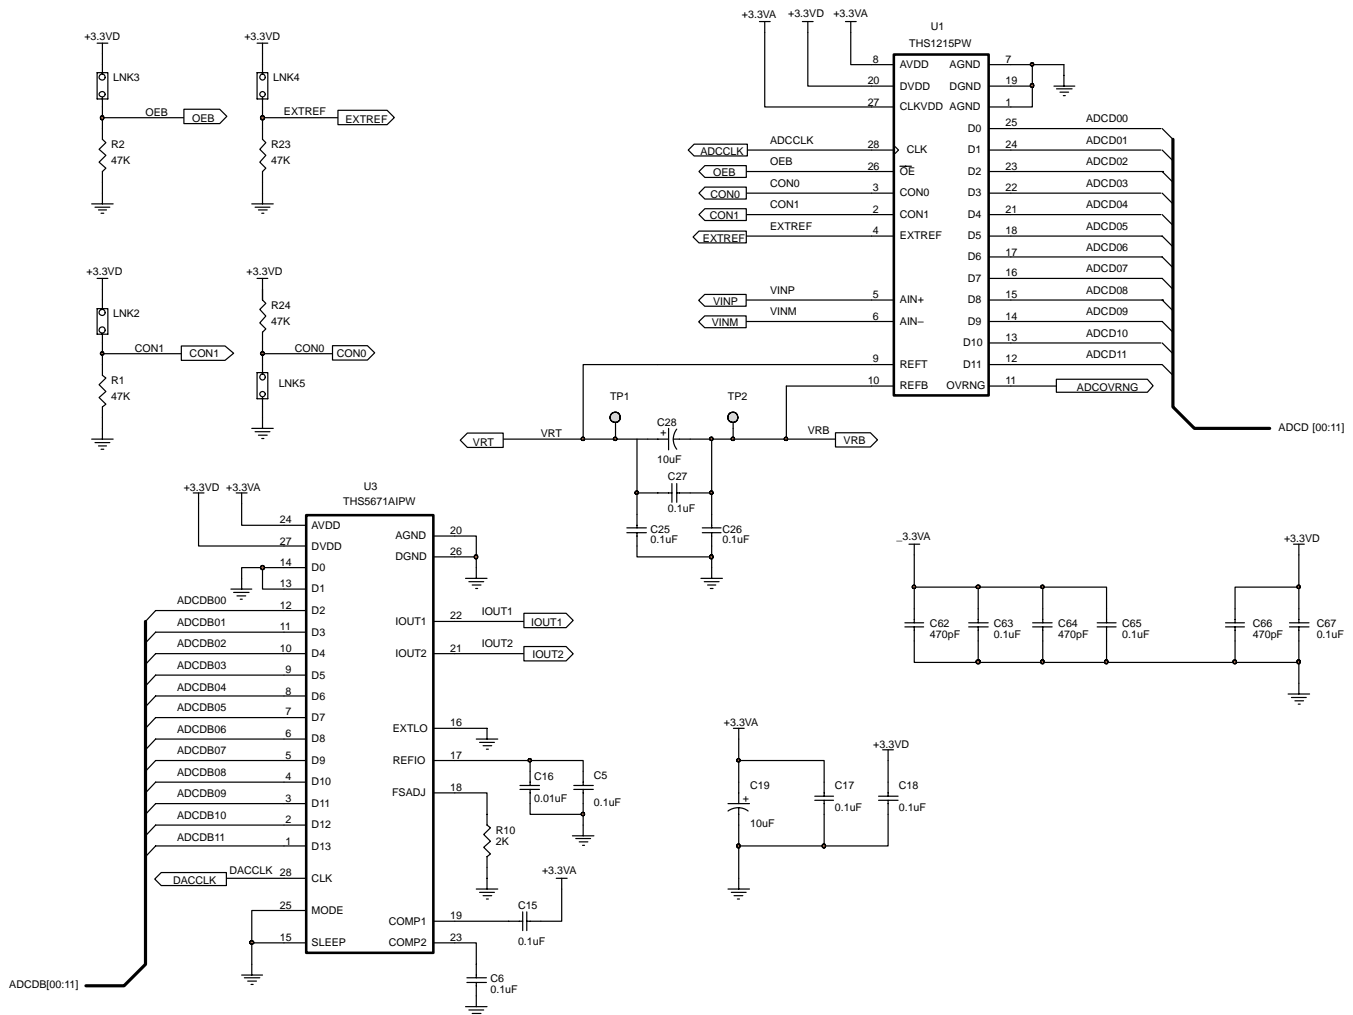 +3.3VD
LNK3
OEB
OEB
R2
47K
+3.3VD
LNK4
EXTREF
EXTREF
R23
47K
+3.3VD
LNK2
CON1
CON1
R1
47K
+3.3VD
R24
47K
CON0
CON0
LNK5
+3.3VA
+3.3VD
+3.3VA
U1
THS1215PW
8 AVDD
20 DVDD
27 CLKVDD
ADCCLK ADCCLK 28 CLK
OEB OEB 26 OE
CON0 CON0 3 CON0
CON1 CON1 2 CON1
EXTREF EXTREF 4 EXTREF
VINP VINP 5 AIN+
VINM VINM 6 AIN–
9 REFT
10 REFB
AGND 7
DGND 19
AGND 1
D0 25 ADCD00
D1 24 ADCD01
D2 23 ADCD02
D3 22 ADCD03
D4 21 ADCD04
D5 18 ADCD05
D6 17 ADCD06
D7 16 ADCD07
D8 15 ADCD08
D9 14 ADCD09
D10 13 ADCD10
D11 12 ADCD11
OVRNG 11 ADCOVRNG
ADCD [00:11]
TP1
TP2
VRT
VRT
C28
10uF
VRB
VRB
C27
0.1uF
C25
0.1uF
C26
0.1uF
+3.3VD
+3.3VA
U3
THS5671AIPW
24 AVDD
27 DVDD
14 D0
13 D1
ADCDB00 12 D2
ADCDB01 11 D3
ADCDB02 10 D4
ADCDB03 9 D5
ADCDB04 8 D6
ADCDB05 7 D7
ADCDB06 6 D8
ADCDB07 5 D9
ADCDB08 4 D10
ADCDB09 3 D11
ADCDB10 2 D12
ADCDB11 1 D13
DACCLK DACCLK 28 CLK
25 MODE
15 SLEEP
ADCDB[00:11]
AGND 20
DGND 26
IOUT1 22 IOUT1 IOUT1
IOUT2 21 IOUT2 IOUT2
EXTLO 16
REFIO 17
FSADJ 18
C16
0.01uF
C5
0.1uF
R10
2K
+3.3VA
COMP1 19
C15
0.1uF
COMP2 23
C6
0.1uF
_3.3VA
C62
470pF
C63
0.1uF
C64
470pF
C65
0.1uF
+3.3VD
C66
470pF
C67
0.1uF
+3.3VA
C19
10uF
C17
0.1uF
+3.3VD
C18
0.1uF